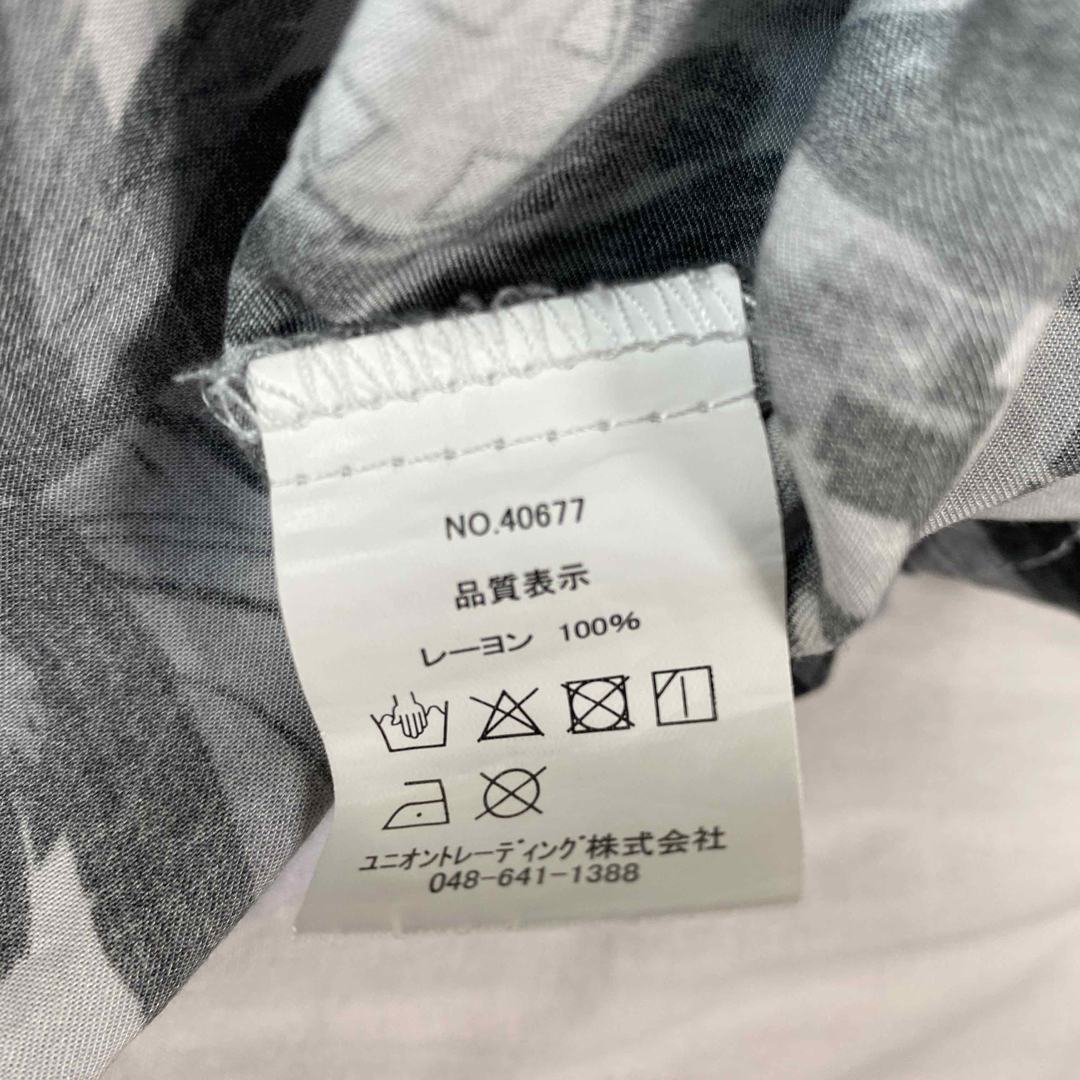 NO.40677
品質表示
レーヨン 100%
ユニオントレーディング株式会社
048-641-1388